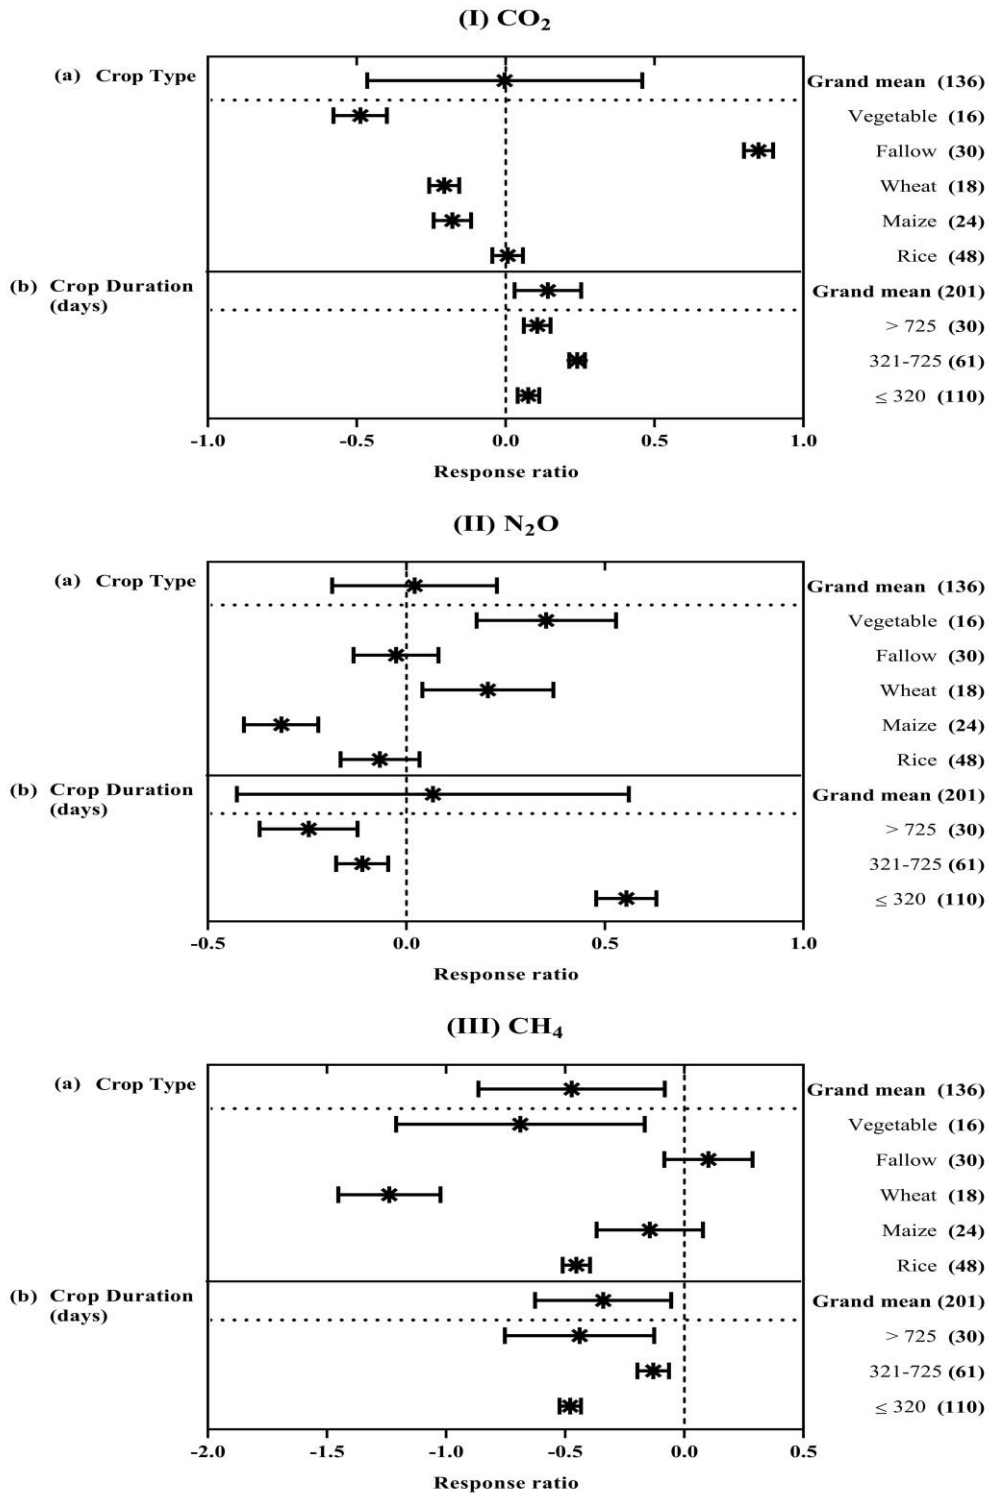 (I) CO₂
(a) Crop Type
Grand mean (136)
Vegetable (16)
Fallow (30)
Wheat (18)
Maize (24)
Rice (48)
(b) Crop Duration
(days)
Grand mean (201)
> 725 (30)
321-725 (61)
≤ 320 (110)
-1.0 -0.5 0.0 0.5 1.0
Response ratio
(II) N₂O
(a) Crop Type
Grand mean (136)
Vegetable (16)
Fallow (30)
Wheat (18)
Maize (24)
Rice (48)
(b) Crop Duration
(days)
Grand mean (201)
> 725 (30)
321-725 (61)
≤ 320 (110)
-0.5 0.0 0.5 1.0
Response ratio
(III) CH₄
(a) Crop Type
Grand mean (136)
Vegetable (16)
Fallow (30)
Wheat (18)
Maize (24)
Rice (48)
(b) Crop Duration
(days)
Grand mean (201)
> 725 (30)
321-725 (61)
≤ 320 (110)
-2.0 -1.5 -1.0 -0.5 0.0 0.5
Response ratio